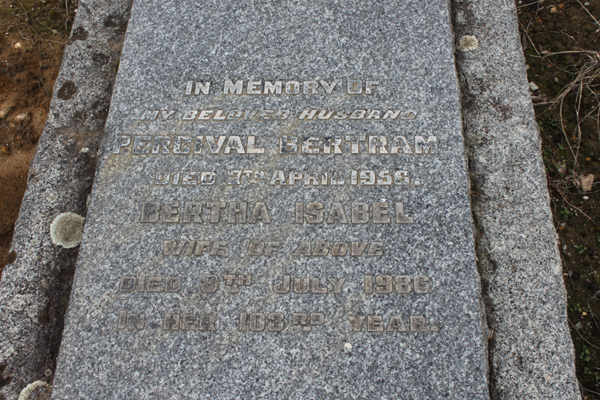 IN MEMORY OF
MY BELOVED HUSBAND
PERCIVAL BERTRAM
DIED 7TH APRIL 1956.
BERTHA ISABEL
WIFE OF ABOVE
DIED 8TH JULY 1986
IN HER 103RD YEAR.